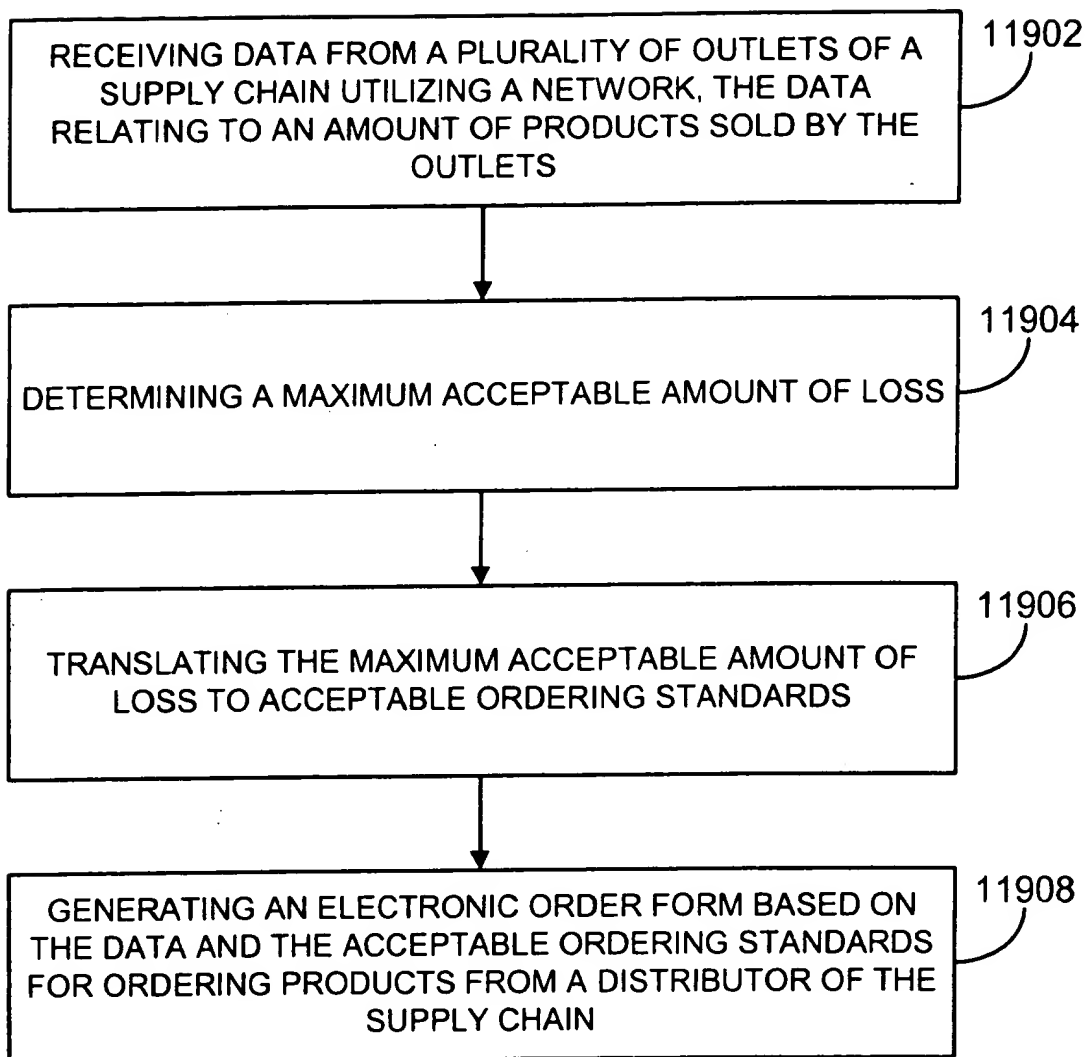 RECEIVING DATA FROM A PLURALITY OF OUTLETS OF A
SUPPLY CHAIN UTILIZING A NETWORK, THE DATA
RELATING TO AN AMOUNT OF PRODUCTS SOLD BY THE
OUTLETS
11902
DETERMINING A MAXIMUM ACCEPTABLE AMOUNT OF LOSS
11904
TRANSLATING THE MAXIMUM ACCEPTABLE AMOUNT OF
LOSS TO ACCEPTABLE ORDERING STANDARDS
11906
GENERATING AN ELECTRONIC ORDER FORM BASED ON
THE DATA AND THE ACCEPTABLE ORDERING STANDARDS
FOR ORDERING PRODUCTS FROM A DISTRIBUTOR OF THE
SUPPLY CHAIN
11908